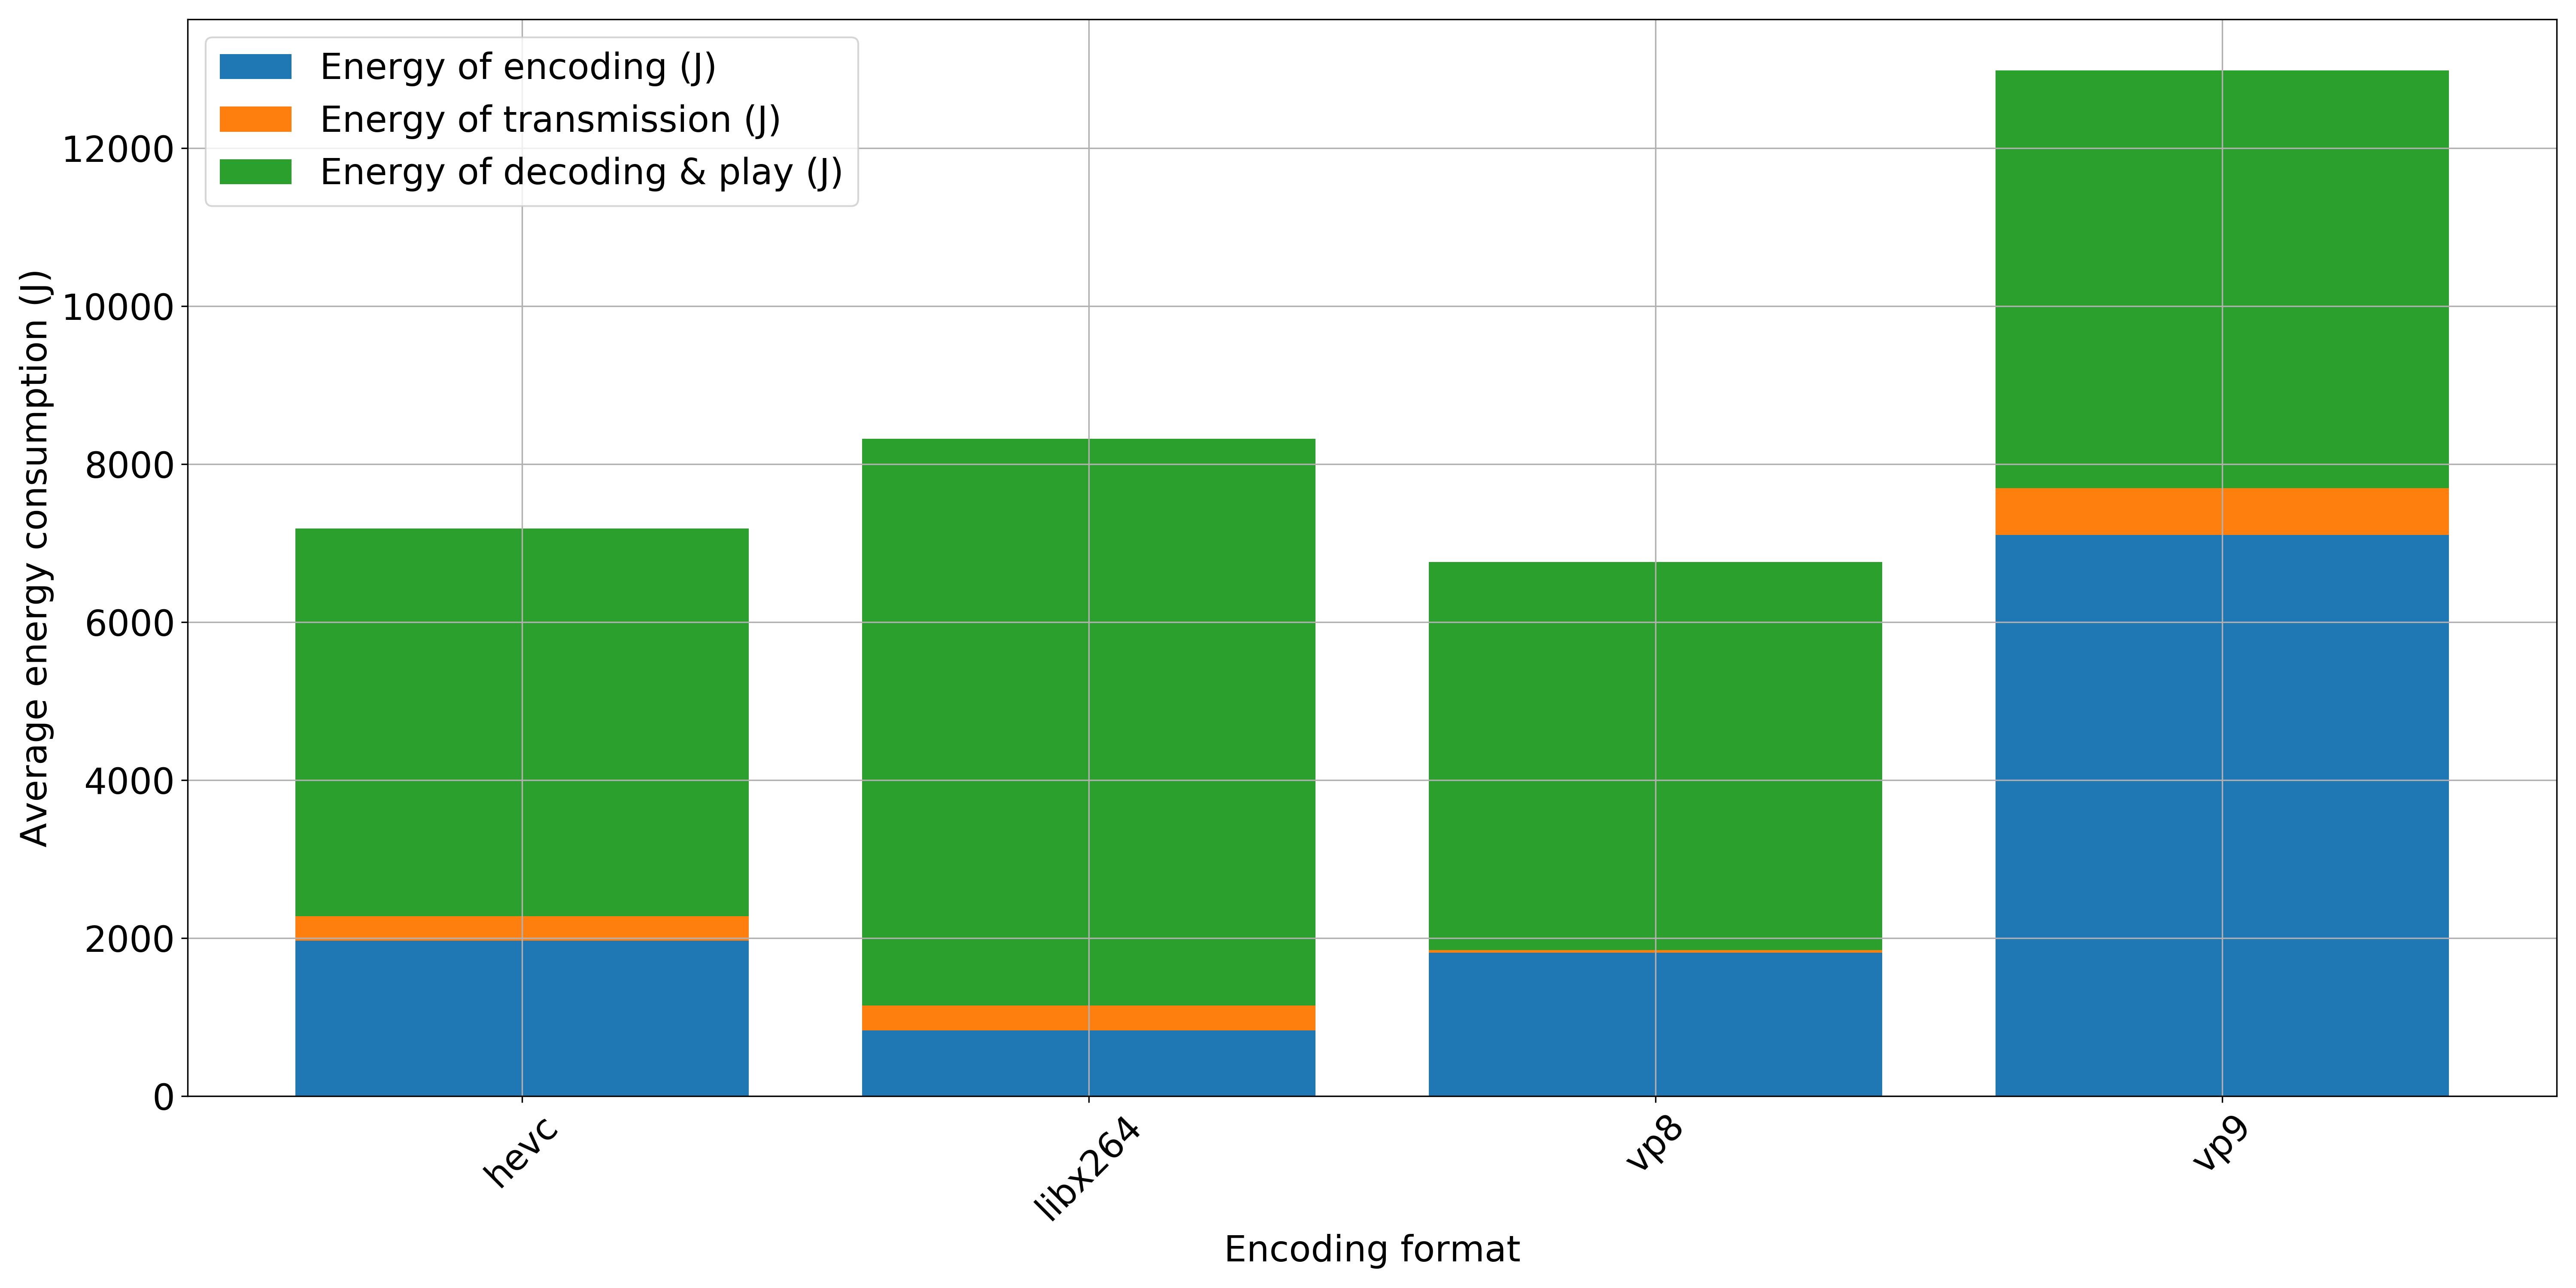 Energy of encoding (J)
Energy of transmission (J)
Energy of decoding & play (J)
Average energy consumption (J)
12000
10000
8000
6000
4000
2000
0
hevc
libx264
vp8
vp9
Encoding format